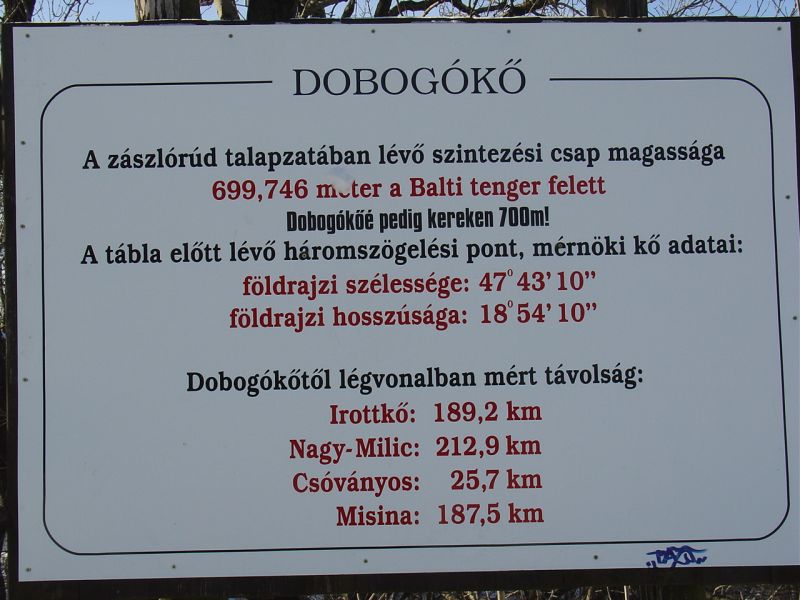 DOBOGÓKŐ
A zászlórúd talapzatában lévő szintezési csap magassága
699,746 meter a Balti tenger felett
Dobogókőé pedig kereken 700m!
A tábla előtt lévő háromszögelési pont, mérnöki kő adatai:
földrajzi szélessége: 47° 43' 10"
földrajzi hosszúsága: 18° 54' 10"
Dobogókőtől légvonalban mért távolság:
Irottkő: 189,2 km
Nagy-Milic: 212,9 km
Csóványos: 25,7 km
Misina: 187,5 km